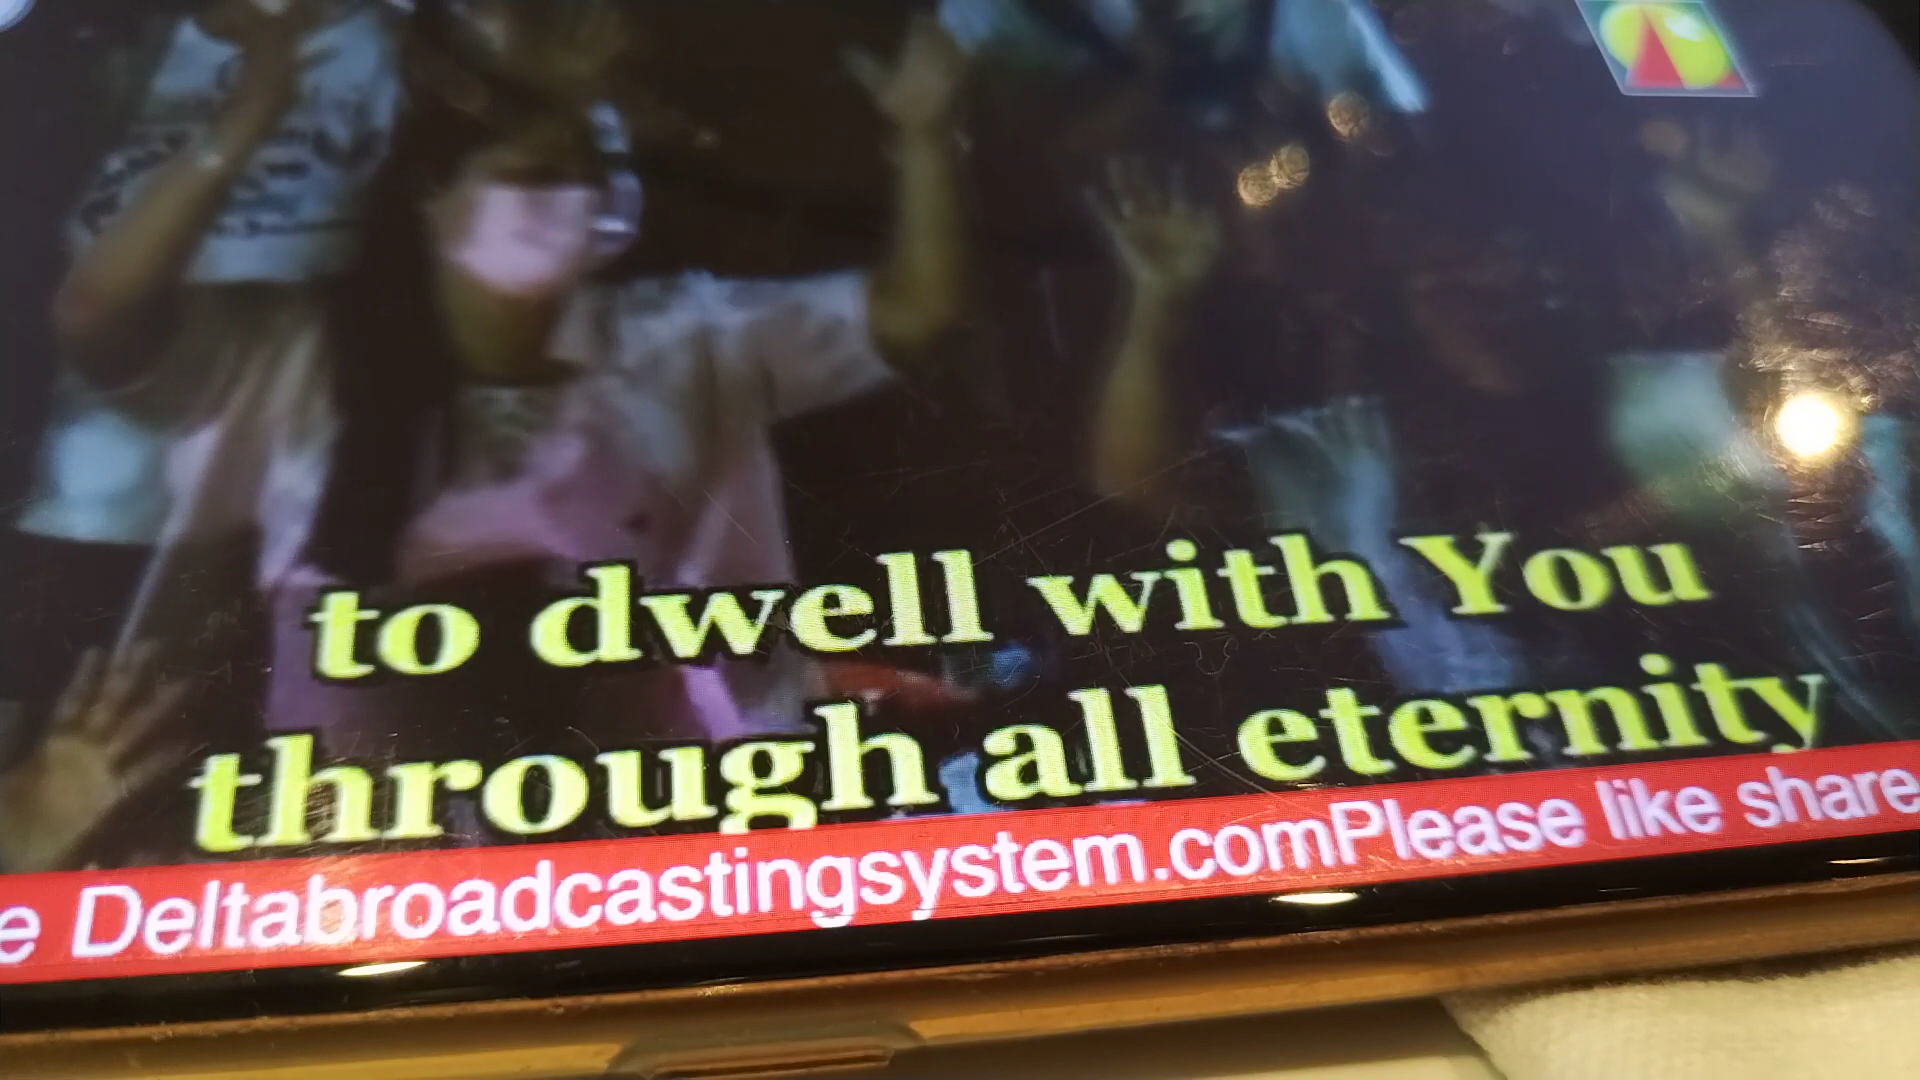 to dwell with You
through all eternity
e Deltabroadcastingsystem.comPlease like share